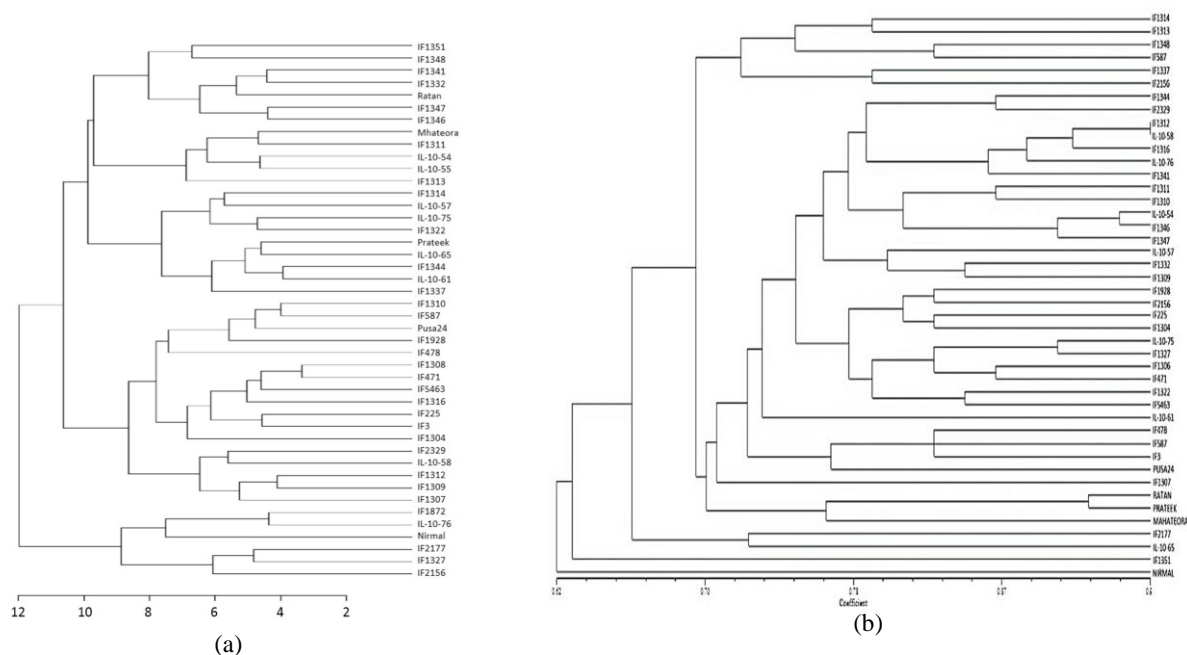 IF1351
IF1348
IF1341
IF1332
Ratan
IF1347
IF1346
Mhateora
IF1311
IL-10-54
IL-10-55
IF1313
IF1314
IL-10-57
IL-10-75
IF1322
Prateek
IL-10-65
IF1344
IL-10-61
IF1337
IF1310
IF587
Pusa24
IF1928
IF478
IF1308
IF471
IF5463
IF1316
IF225
IF3
IF1304
IF2329
IL-10-58
IF1312
IF1309
IF1307
IF1872
IL-10-76
Nirmal
IF2177
IF1327
IF2156
12 10 8 6 4 2
(a)
IF1314
IF1313
IF1348
IF587
IF1337
IF2156
IF1344
IF2329
IF1312
IL-10-58
IF1316
IL-10-76
IF1341
IF1311
IF1310
IL-10-54
IF1346
IF1347
IL-10-57
IF1332
IF1309
IF1928
IF2156
IF225
IF1304
IL-10-75
IF1327
IF1306
IF471
IF1322
IF5463
IL-10-61
IF478
IF587
IF3
PUSA24
IF1307
RATAN
PRATEEK
MAHATEORA
IF2177
IL-10-65
IF1351
NIRMAL
Coefficient
(b)